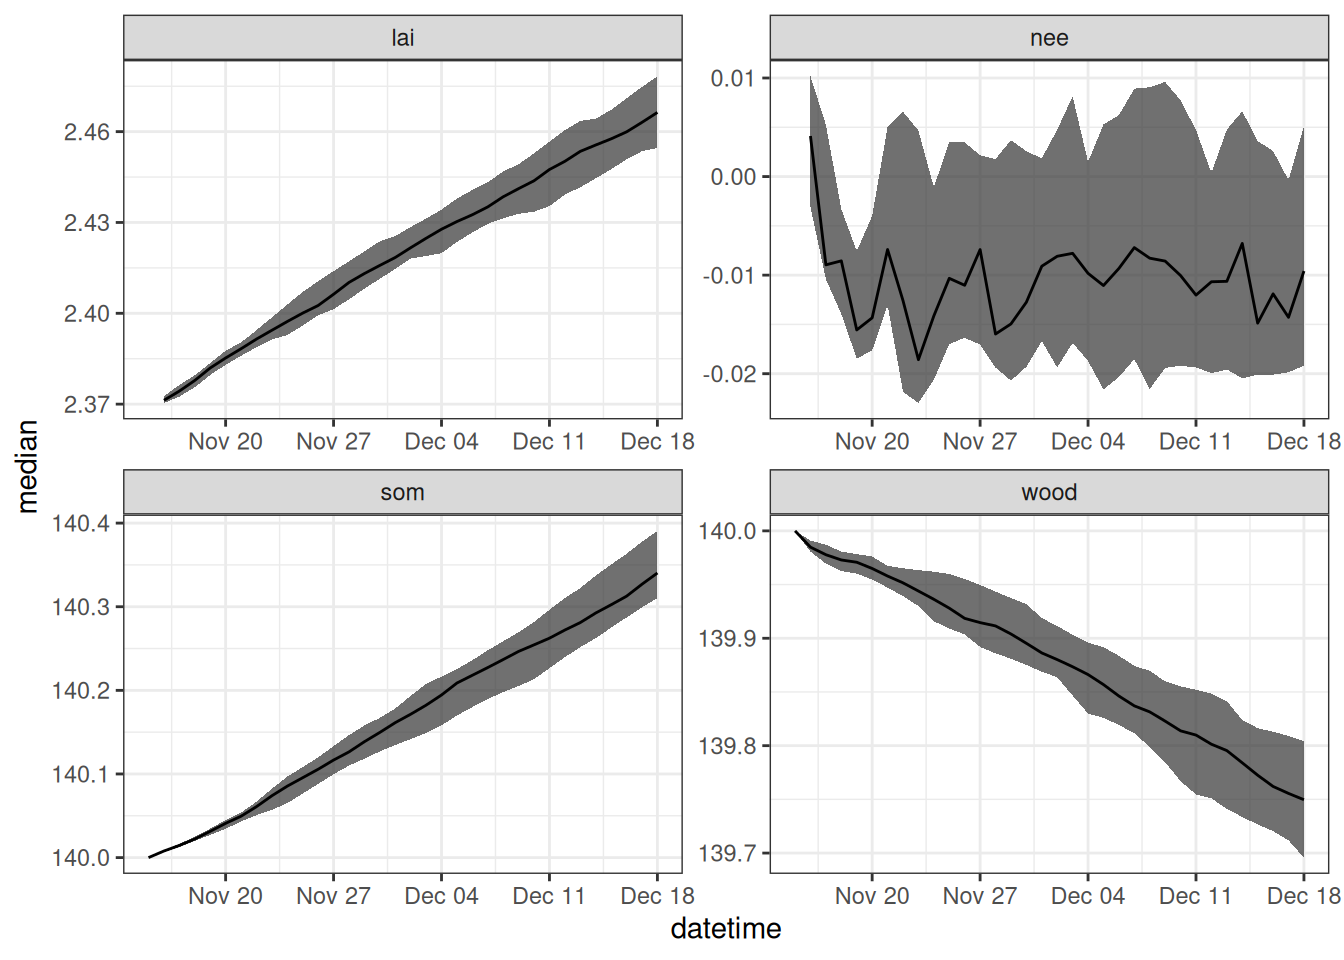 lai
nee
2.46
2.43
2.40
2.37
0.01
0.00
-0.01
-0.02
Nov 20 Nov 27 Dec 04 Dec 11 Dec 18
Nov 20 Nov 27 Dec 04 Dec 11 Dec 18
median
som
wood
140.4
140.3
140.2
140.1
140.0
140.0
139.9
139.8
139.7
Nov 20 Nov 27 Dec 04 Dec 11 Dec 18
Nov 20 Nov 27 Dec 04 Dec 11 Dec 18
datetime